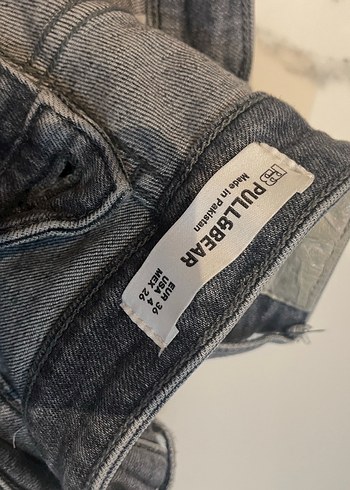 PULL&BEAR
Made in Pakistan
EUR 36
USA 4
MEX 26